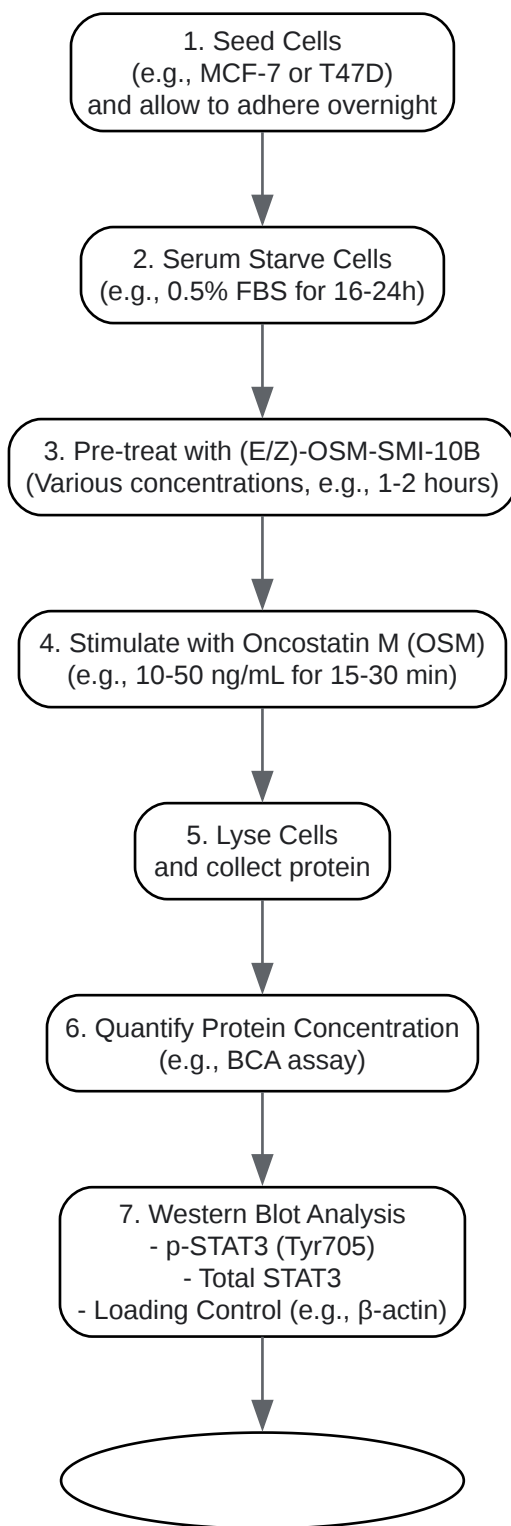 1. Seed Cells
(e.g., MCF-7 or T47D)
and allow to adhere overnight
2. Serum Starve Cells
(e.g., 0.5% FBS for 16-24h)
3. Pre-treat with (E/Z)-OSM-SMI-10B
(Various concentrations, e.g., 1-2 hours)
4. Stimulate with Oncostatin M (OSM)
(e.g., 10-50 ng/mL for 15-30 min)
5. Lyse Cells
and collect protein
6. Quantify Protein Concentration
(e.g., BCA assay)
7. Western Blot Analysis
- p-STAT3 (Tyr705)
- Total STAT3
- Loading Control (e.g., β-actin)